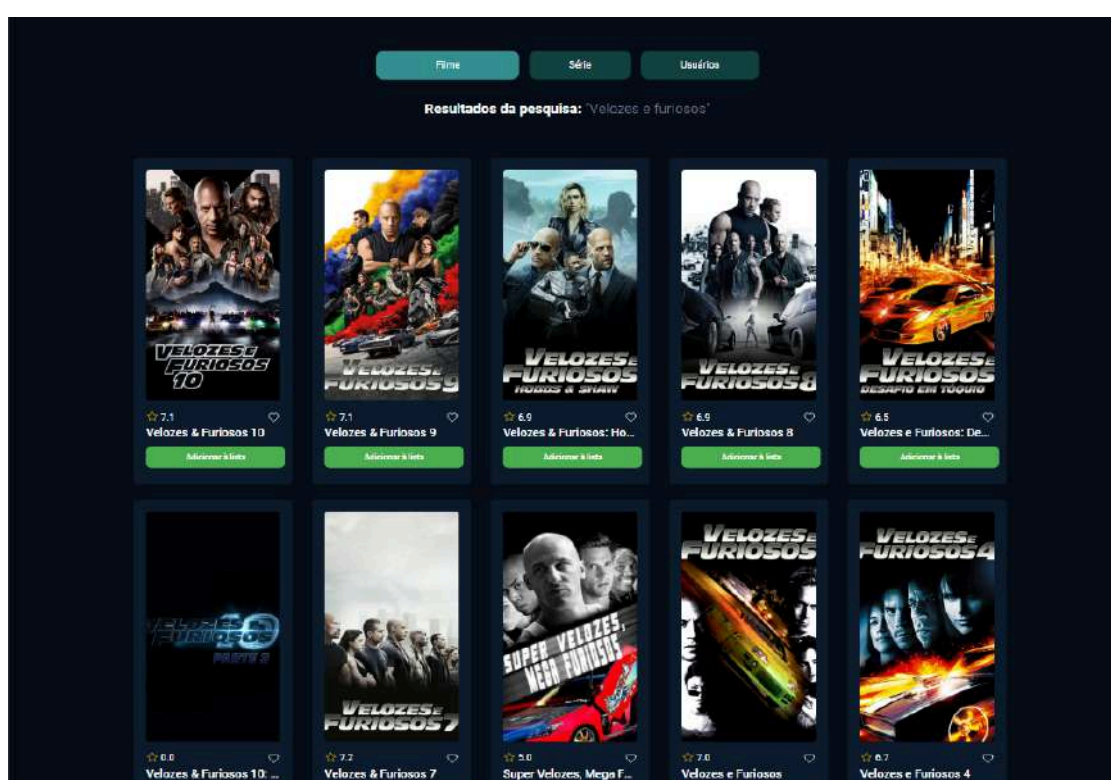 Filme
Série
Usuários
Resultados da pesquisa: "Velozes e furiosos"
VELOZES E
FURIOSOS
10
7.1
Velozes & Furiosos 10
Adicionar à lista
VELOZES E
FURIOSOS 9
7.1
Velozes & Furiosos 9
Adicionar à lista
VELOZES E
FURIOSOS
HOBBS & SHAW
6.9
Velozes & Furiosos: Ho...
Adicionar à lista
VELOZES E
FURIOSOS 8
6.9
Velozes & Furiosos 8
Adicionar à lista
VELOZES E
FURIOSOS
DESAFIO EM TÓQUIO
6.5
Velozes e Furiosos: De...
Adicionar à lista
VELOZES E
FURIOSOS
10
PARTE 2
0.0
Velozes & Furiosos 10: ...
VELOZES E
FURIOSOS 7
7.2
Velozes & Furiosos 7
SUPER VELOZES,
MEGA FURIOSOS
5.0
Super Velozes, Mega F...
VELOZES E
FURIOSOS
7.0
Velozes e Furiosos
VELOZES E
FURIOSOS 4
6.7
Velozes e Furiosos 4